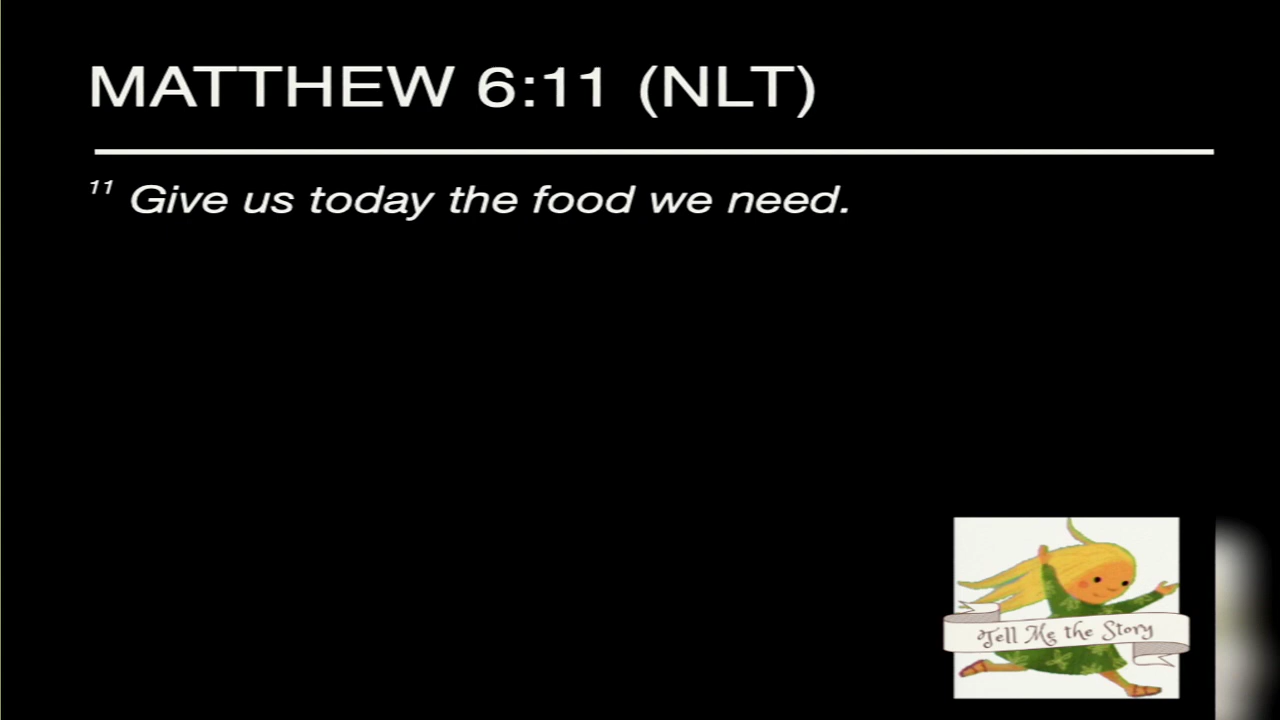 MATTHEW 6:11 (NLT)
11 Give us today the food we need.
Tell Me the Story